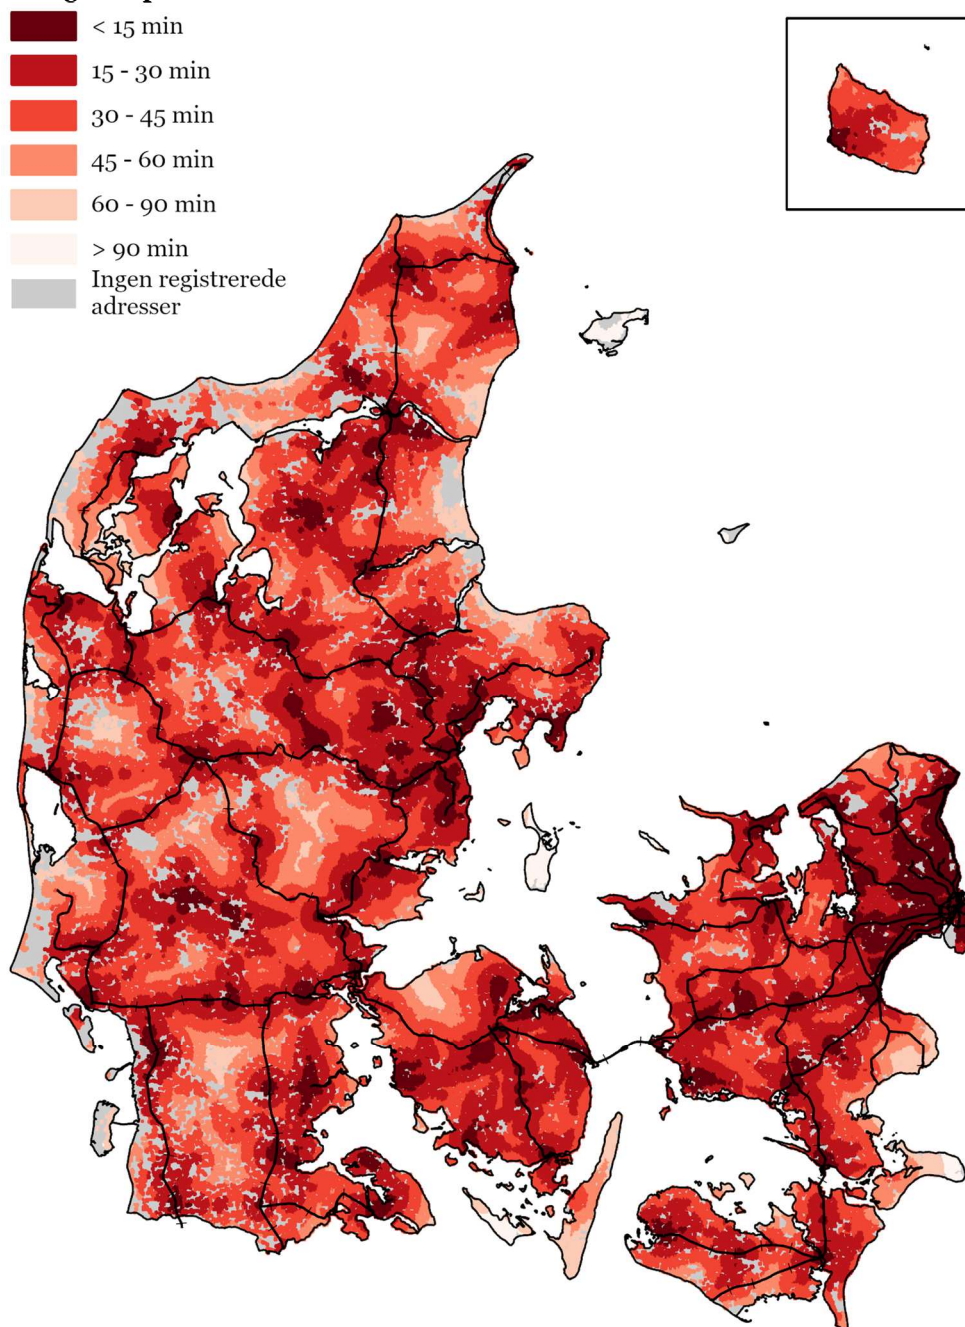 < 15 min
15 - 30 min
30 - 45 min
45 - 60 min
60 - 90 min
> 90 min
Ingen registrerede
adresser